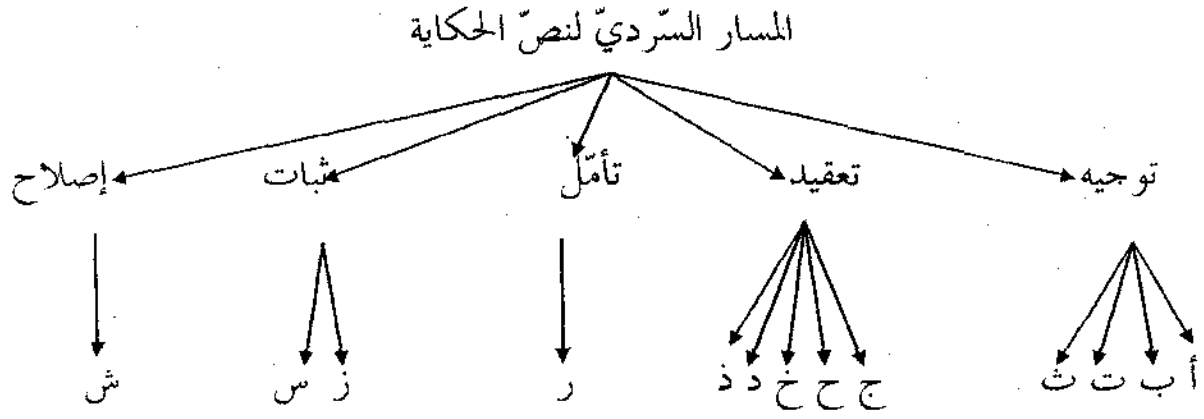 المسار السّرديّ لنصّ الحكاية
توجيه تعقيد تأمّل ثبات إصلاح
أ ب ت ث ج ح خ د ذ ر ز س ش